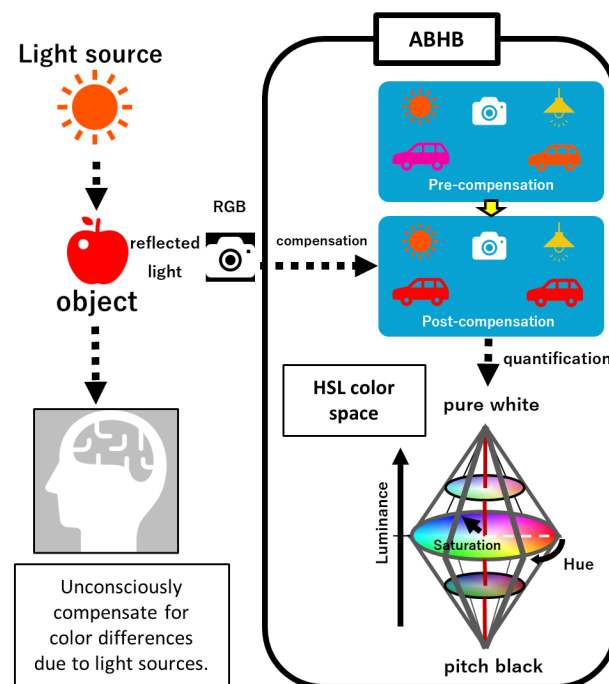 Light source
ABHB
Pre-compensation
RGB
reflected
light
compensation
object
Post-compensation
quantification
HSL color
space
pure white
Luminance
Saturation
Hue
pitch black
Unconsciously
compensate for
color differences
due to light sources.